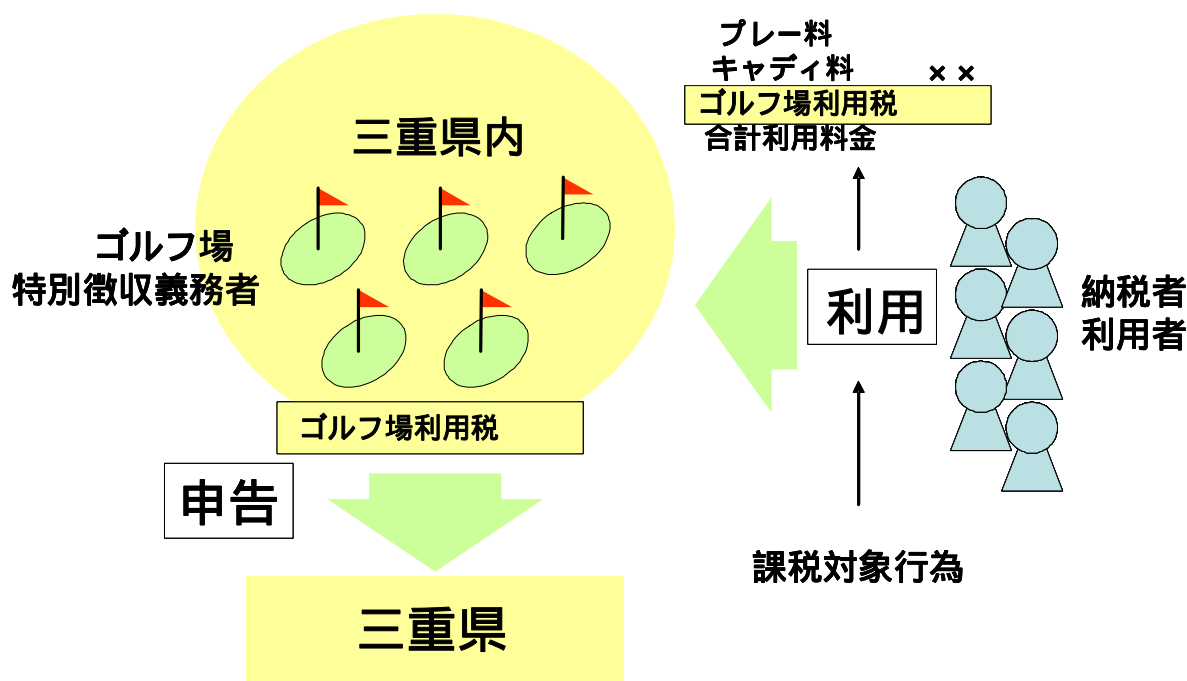 プレー料
キャディ料 ××
ゴルフ場利用税
合計利用料金
三重県内
ゴルフ場
特別徴収義務者
利用
納税者
利用者
ゴルフ場利用税
申告
課税対象行為
三重県